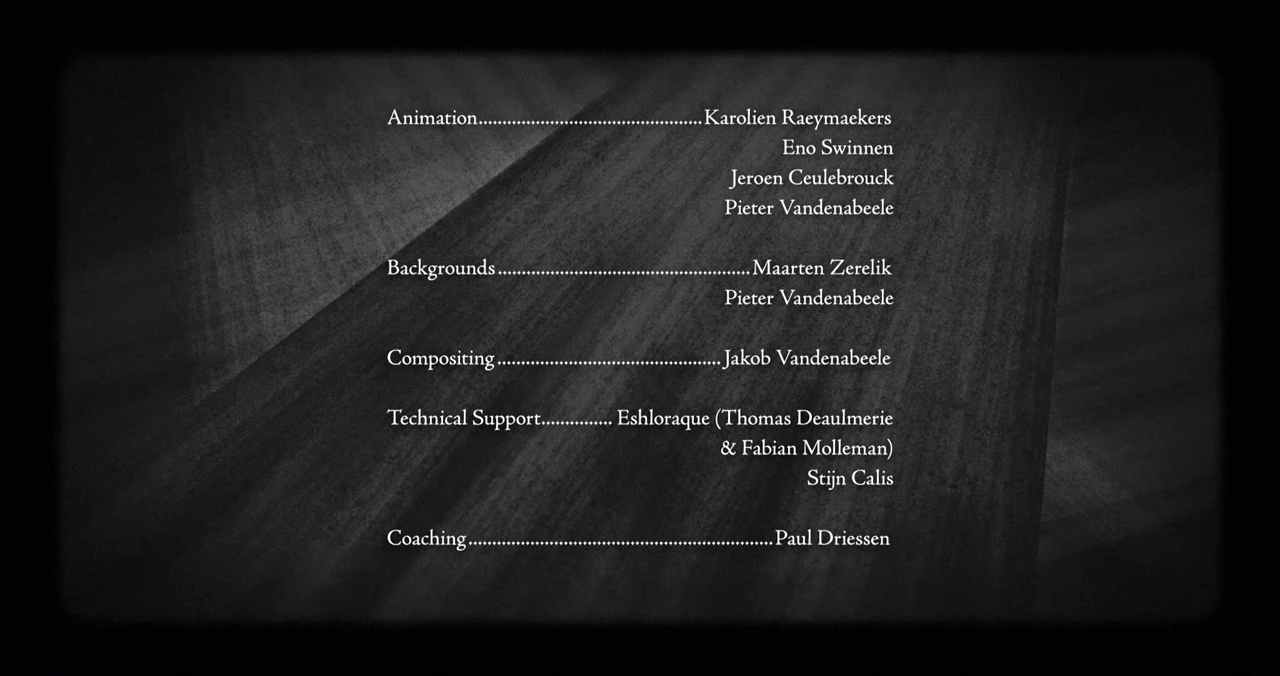 Animation................................................Karolien Raeymaekers
Eno Swinnen
Jeroen Ceulebrouck
Pieter Vandenabeele
Backgrounds......................................................Maarten Zerelik
Pieter Vandenabeele
Compositing................................................Jakob Vandenabeele
Technical Support............... Eshloraque (Thomas Deaulmerie
& Fabian Molleman)
Stijn Calis
Coaching.................................................................Paul Driessen